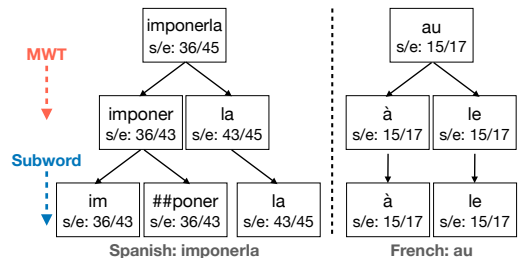 imponerla
s/e: 36/45
au
s/e: 15/17
MWT
imponer
s/e: 36/43
la
s/e: 43/45
à
s/e: 15/17
le
s/e: 15/17
Subword
im
s/e: 36/43
##poner
s/e: 36/43
la
s/e: 43/45
à
s/e: 15/17
le
s/e: 15/17
Spanish: imponerla
French: au